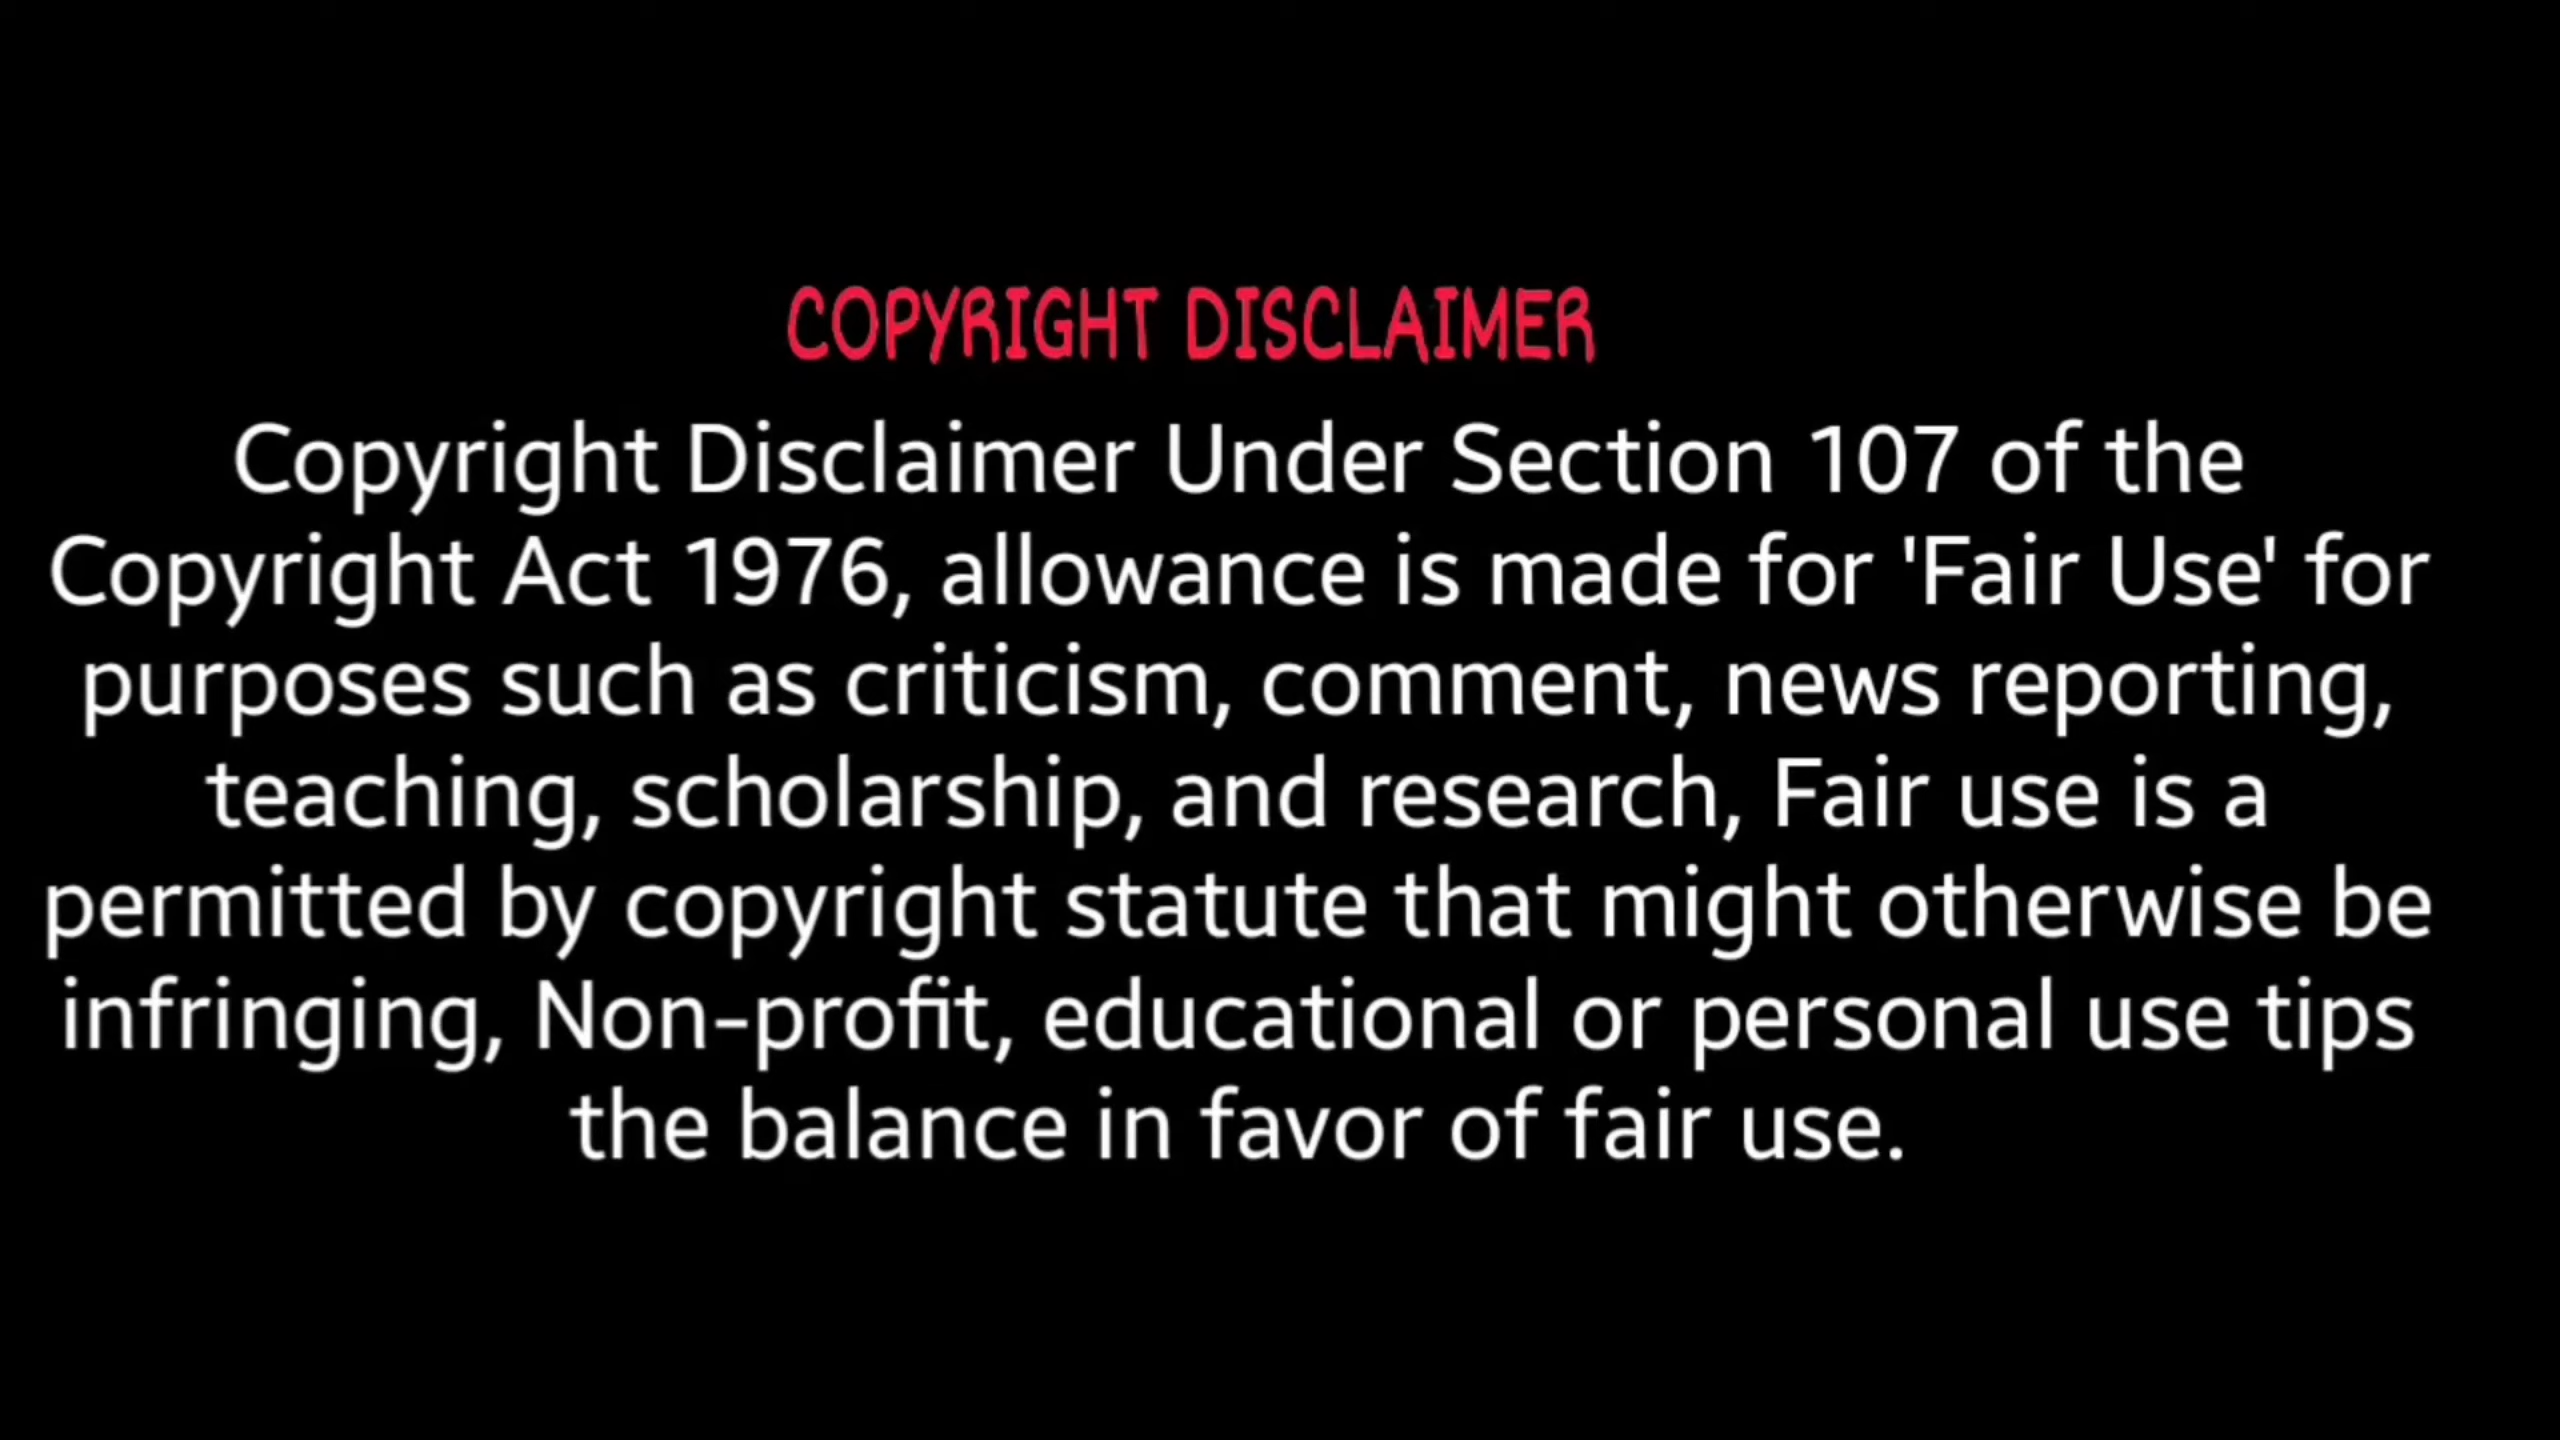 COPYRIGHT DISCLAIMER
Copyright Disclaimer Under Section 107 of the
Copyright Act 1976, allowance is made for 'Fair Use' for
purposes such as criticism, comment, news reporting,
teaching, scholarship, and research, Fair use is a
permitted by copyright statute that might otherwise be
infringing, Non-profit, educational or personal use tips
the balance in favor of fair use.